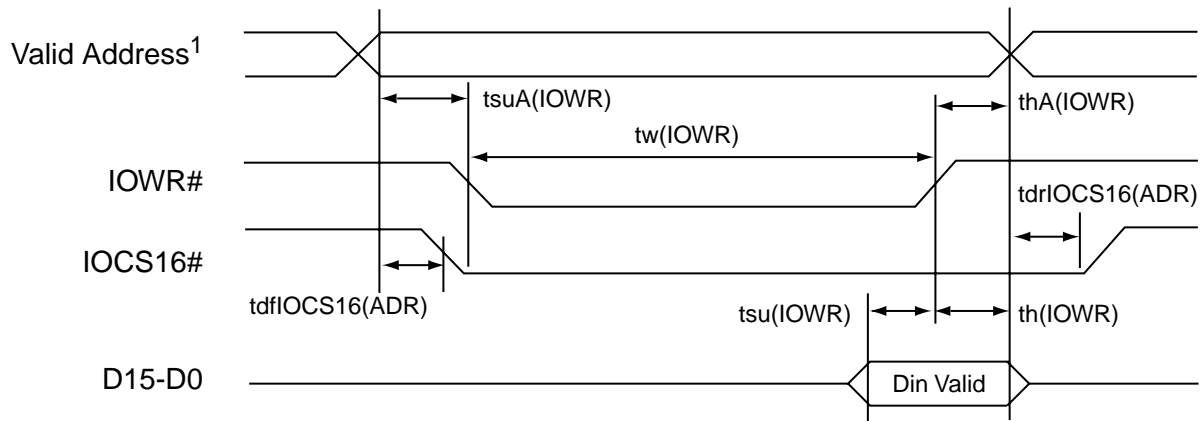 Valid Address1
tsuA(IOWR)
thA(IOWR)
tw(IOWR)
IOWR#
tdrIOCS16(ADR)
IOCS16#
tdfIOCS16(ADR)
tsu(IOWR)
th(IOWR)
D15-D0
Din Valid